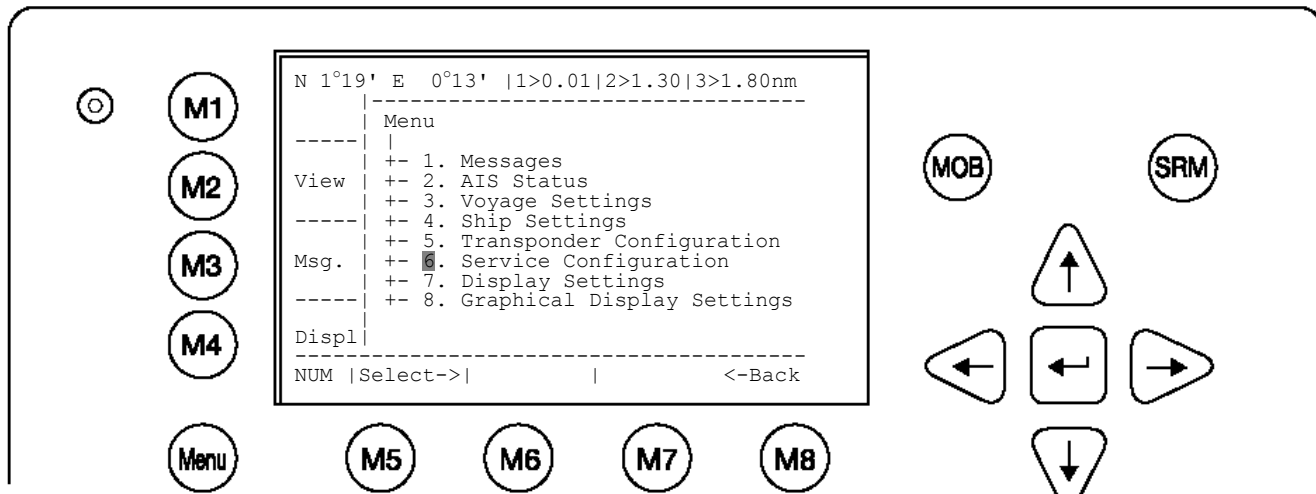 N 1°19' E 0°13' |1>0.01|2>1.30|3>1.80nm
M1
Menu
1. Messages
MOB
SRM
M2
View
2. AIS Status
3. Voyage Settings
4. Ship Settings
5. Transponder Configuration
M3
Msg.
6. Service Configuration
7. Display Settings
8. Graphical Display Settings
M4
Displ
NUM |Select->| | <-Back
Menu
M5
M6
M7
M8